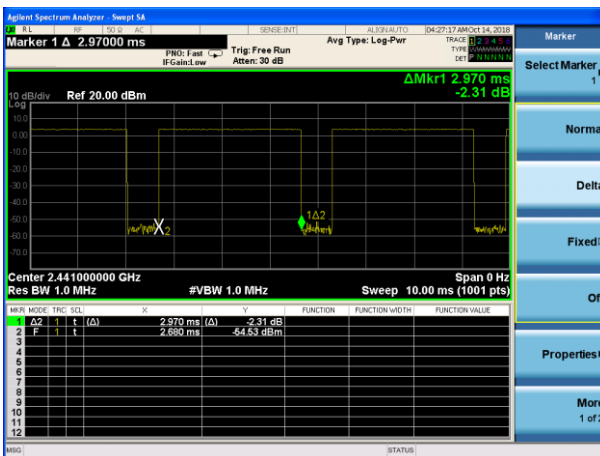 Agilent Spectrum Analyzer - Swept SA
RL RF 50 Ω AC SENSE:INT ALIGNAUTO 04:27:17 AM Oct 14, 2018
Marker 1 Δ 2.97000 ms
PNO: Fast
IFGain:Low
Trig: Free Run
Atten: 30 dB
Avg Type: Log-Pwr
TRACE 1 2 3 4 5 6
TYPE
DET P N N N N N
ΔMkr1 2.970 ms
-2.31 dB
10 dB/div Ref 20.00 dBm
Log
10.0
0.00
-10.0
-20.0
-30.0
-40.0
-50.0
-60.0
-70.0
X2
1Δ2
Center 2.441000000 GHz Span 0 Hz
Res BW 1.0 MHz #VBW 1.0 MHz Sweep 10.00 ms (1001 pts)
MKR MODE TRC SCL X Y FUNCTION FUNCTION WIDTH FUNCTION VALUE
1 Δ2 1 t (Δ) 2.970 ms (Δ) -2.31 dB
2 F 1 t 2.680 ms -54.53 dBm
3
4
5
6
7
8
9
10
11
12
MSG STATUS
Marker
Select Marker
1
Norma
Delta
Fixed
Of
Properties
More
1 of 2